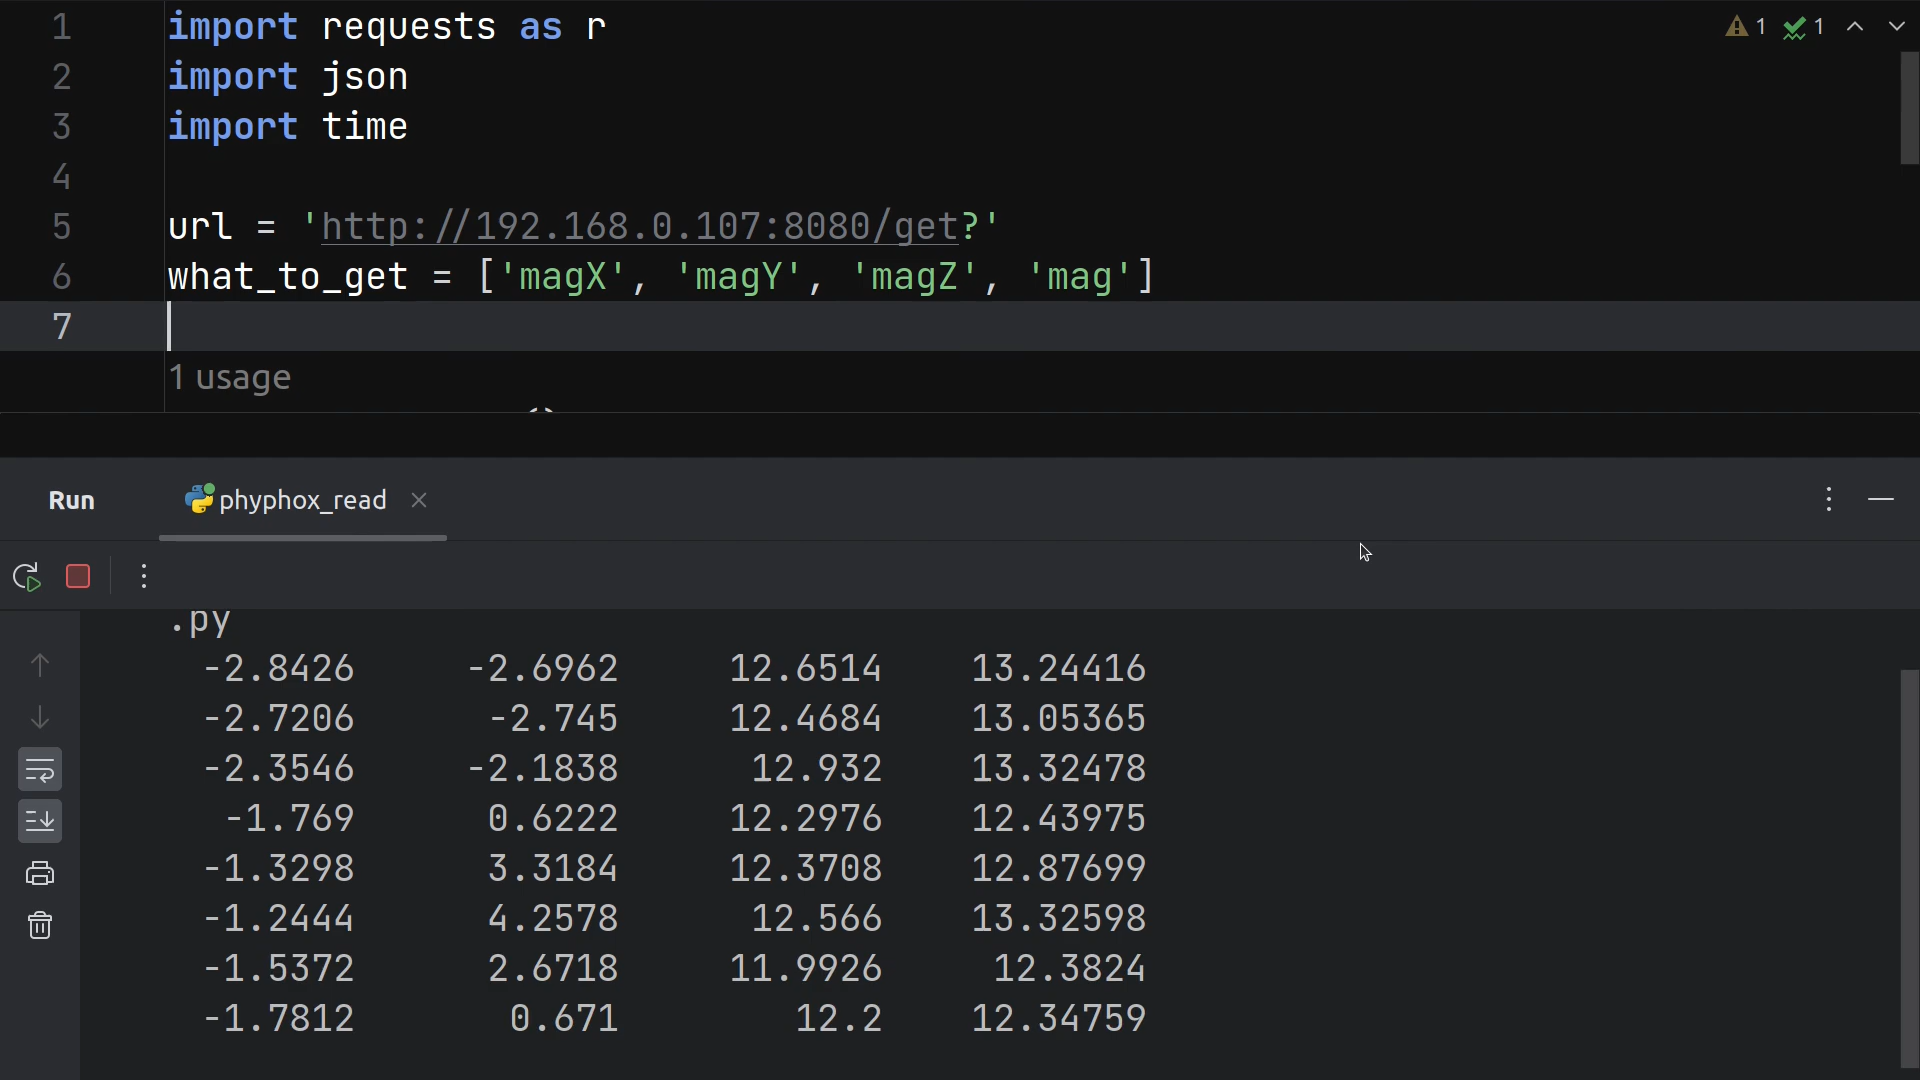 1 import requests as r
2 import json
3 import time
4
5 url = 'http://192.168.0.107:8080/get?'
6 what_to_get = ['magX', 'magY', 'magZ', 'mag']
7
1 usage
1 1
Run phyphox_read
.py
-2.8426 -2.6962 12.6514 13.24416
-2.7206 -2.745 12.4684 13.05365
-2.3546 -2.1838 12.932 13.32478
-1.769 0.6222 12.2976 12.43975
-1.3298 3.3184 12.3708 12.87699
-1.2444 4.2578 12.566 13.32598
-1.5372 2.6718 11.9926 12.3824
-1.7812 0.671 12.2 12.34759